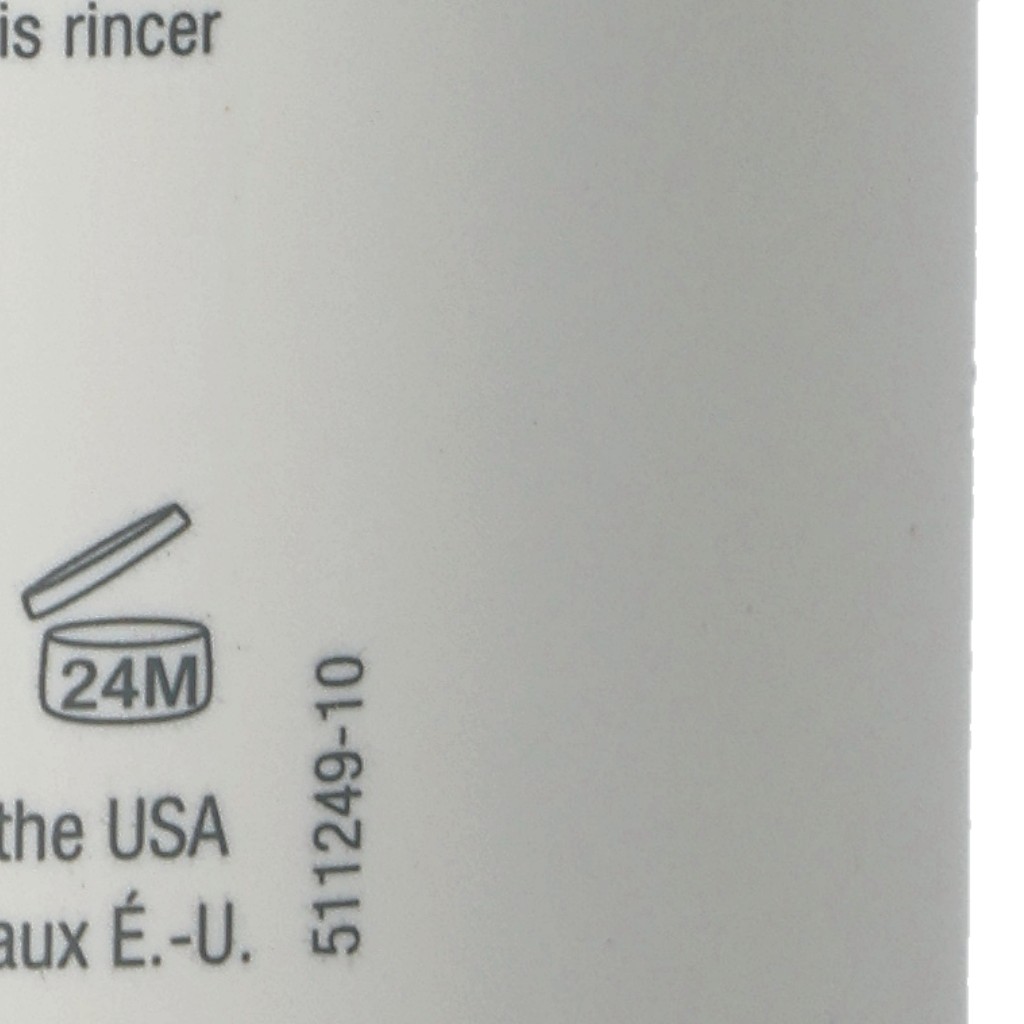 is rincer
24M
the USA
aux É.-U.
511249-10